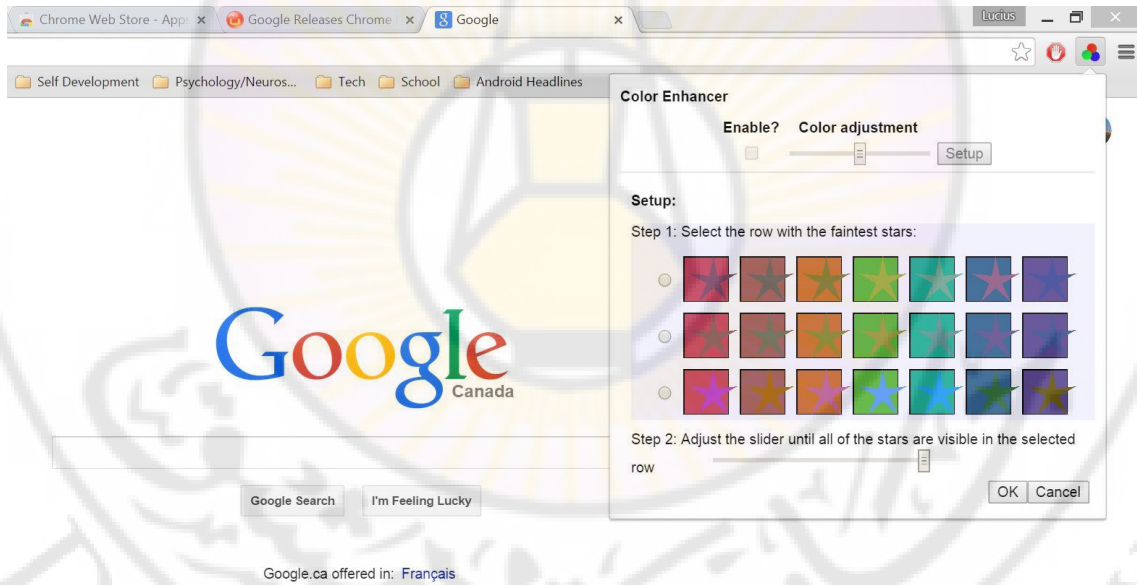 Chrome Web Store - Apps
Google Releases Chrome
Google
Lucius
Self Development
Psychology/Neuros...
Tech
School
Android Headlines
Color Enhancer
Enable? Color adjustment
Setup
Setup:
Step 1: Select the row with the faintest stars:
Step 2: Adjust the slider until all of the stars are visible in the selected
row
OK Cancel
Google
Canada
Google Search I'm Feeling Lucky
Google.ca offered in: Français